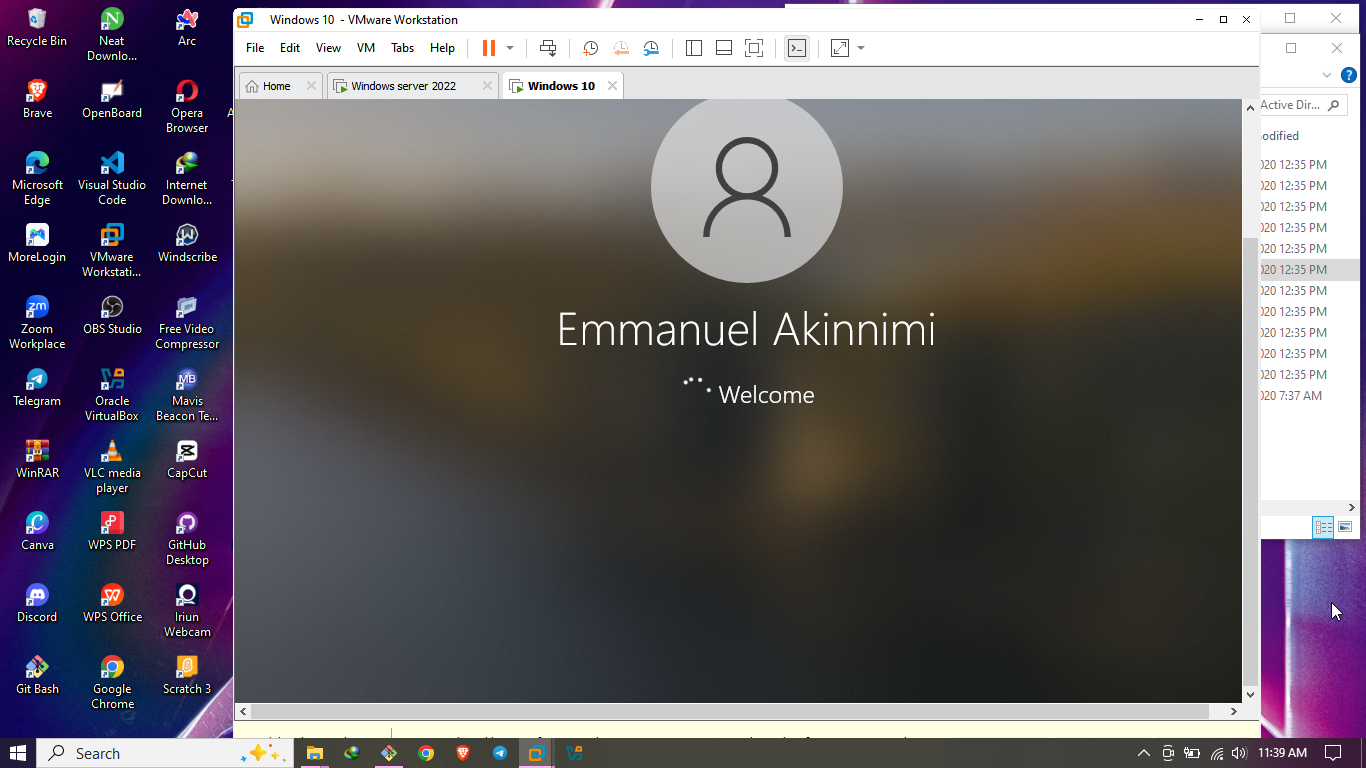 Recycle Bin
Neat
Downlo...
Arc
Brave
OpenBoard
Opera
Browser
Microsoft
Edge
Visual Studio
Code
Internet
Downlo...
MoreLogin
VMware
Workstati...
Windscribe
Zoom
Workplace
OBS Studio
Free Video
Compressor
Telegram
Oracle
VirtualBox
Mavis
Beacon Te...
WinRAR
VLC media
player
CapCut
Canva
WPS PDF
GitHub
Desktop
Discord
WPS Office
Iriun
Webcam
Git Bash
Google
Chrome
Scratch 3
Windows 10 - VMware Workstation
File Edit View VM Tabs Help
Home Windows server 2022 Windows 10
Emmanuel Akinnimi
Welcome
Active Dir...
odified
020 12:35 PM
020 12:35 PM
020 12:35 PM
020 12:35 PM
020 12:35 PM
020 12:35 PM
020 12:35 PM
020 12:35 PM
020 12:35 PM
020 12:35 PM
020 12:35 PM
020 7:37 AM
Search
11:39 AM